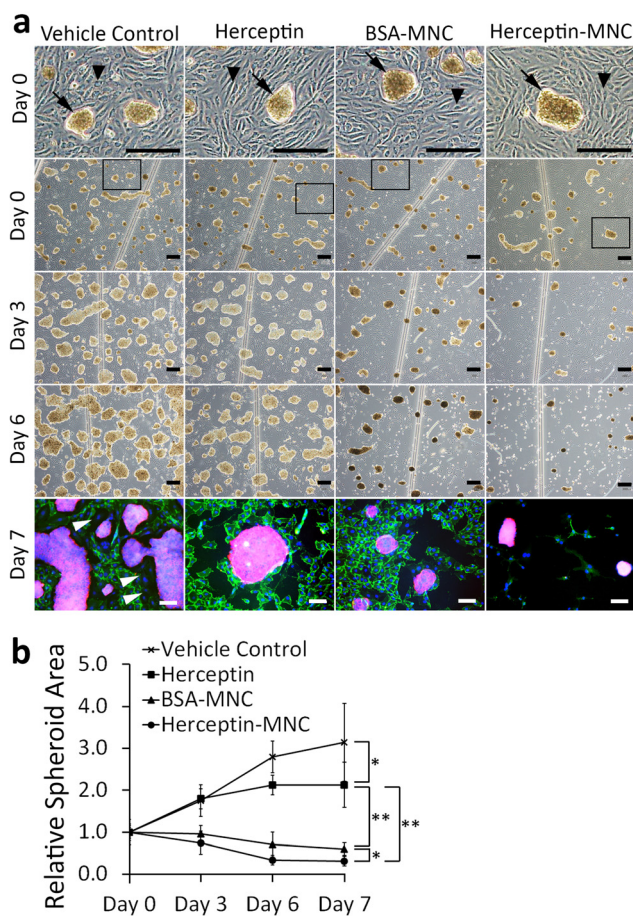 a
Vehicle Control Herceptin BSA-MNC Herceptin-MNC
Day 0
Day 0
Day 3
Day 6
Day 7
b
Relative Spheroid Area
5.0
4.0
3.0
2.0
1.0
0.0
Vehicle Control
Herceptin
BSA-MNC
Herceptin-MNC
*
**
**
*
Day 0 Day 3 Day 6 Day 7